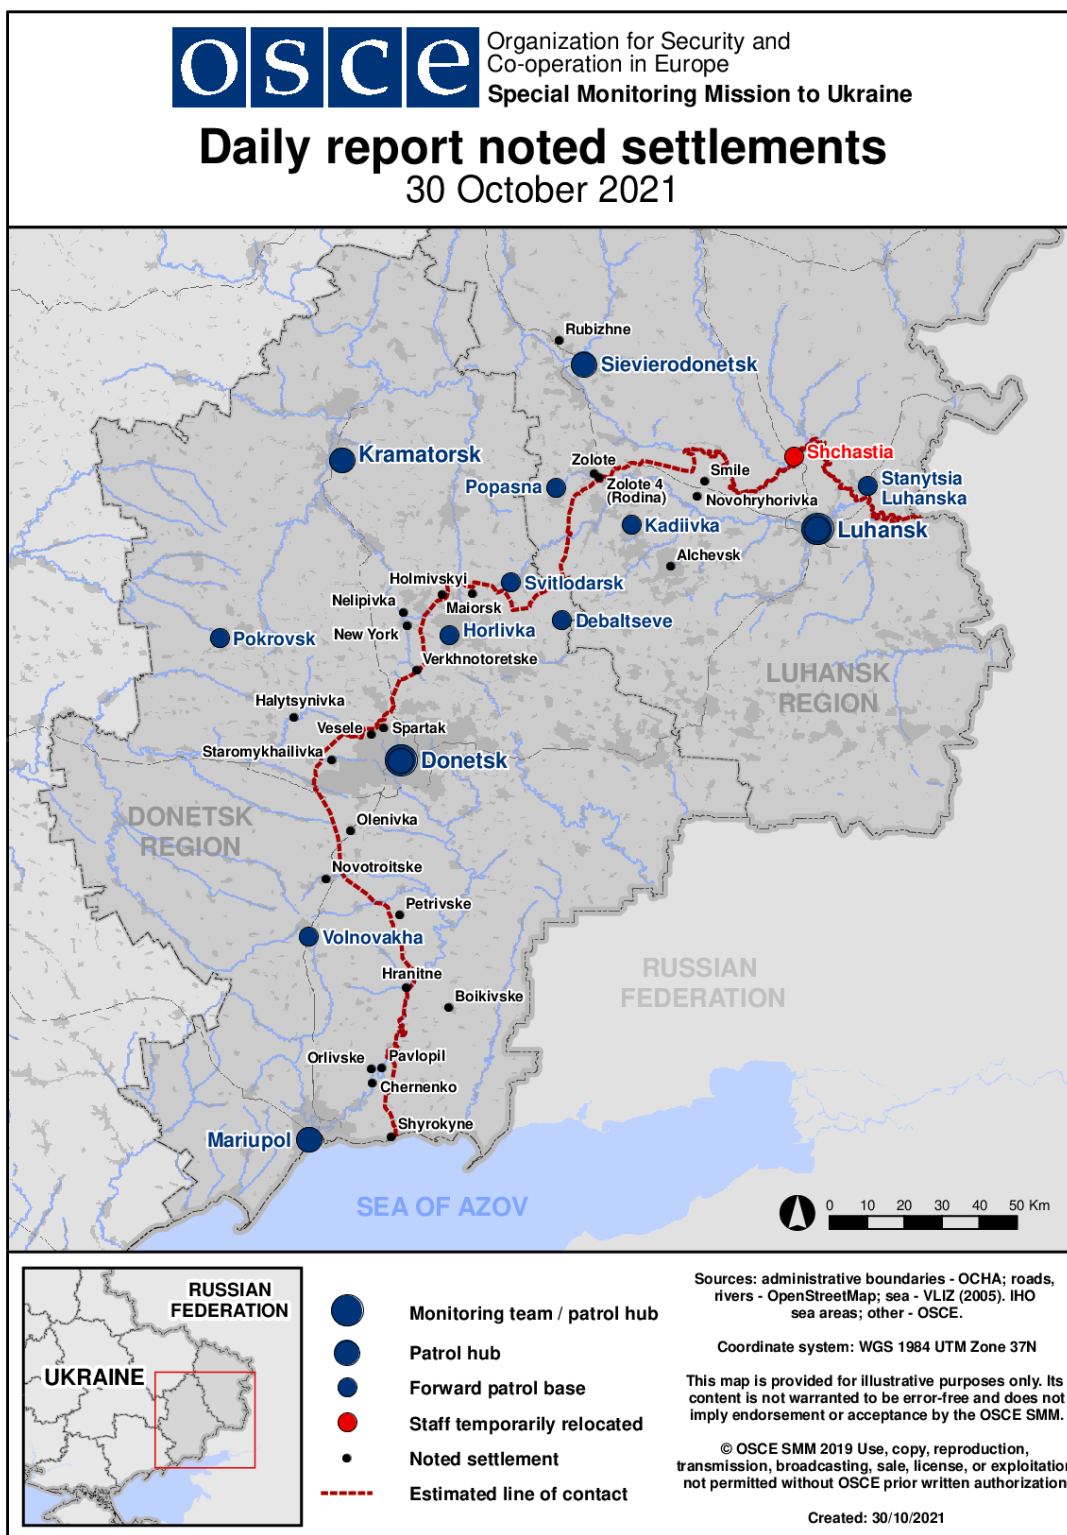 osce
Organization for Security and
Co-operation in Europe
Special Monitoring Mission to Ukraine
Daily report noted settlements
30 October 2021
Rubizhne
Sievierodonetsk
Kramatorsk
Shchastia
Zolote
Smile
Stanytsia
Luhanska
Popasna
Zolote 4
(Rodina)
Novohryhorivka
Kadiivka
Luhansk
Alchevsk
Holmivskyi
Svitlodarsk
Nelipivka
Maiorsk
New York
Horlivka
Debaltseve
Pokrovsk
Verkhnotoretske
LUHANSK
REGION
Halytsynivka
Vesele
Spartak
Staromykhailivka
Donetsk
DONETSK
REGION
Olenivka
Novotroitske
Petrivske
Volnovakha
Hranitne
RUSSIAN
FEDERATION
Boikivske
Orlivske
Pavlopil
Chernenko
Shyrokyne
Mariupol
SEA OF AZOV
0 10 20 30 40 50 Km
RUSSIAN
FEDERATION
UKRAINE
Monitoring team / patrol hub
Patrol hub
Forward patrol base
Staff temporarily relocated
Noted settlement
Estimated line of contact
Sources: administrative boundaries - OCHA; roads,
rivers - OpenStreetMap; sea - VLIZ (2005). IHO
sea areas; other - OSCE.
Coordinate system: WGS 1984 UTM Zone 37N
This map is provided for illustrative purposes only. Its
content is not warranted to be error-free and does not
imply endorsement or acceptance by the OSCE SMM.
© OSCE SMM 2019 Use, copy, reproduction,
transmission, broadcasting, sale, license, or exploitation
not permitted without OSCE prior written authorization
Created: 30/10/2021